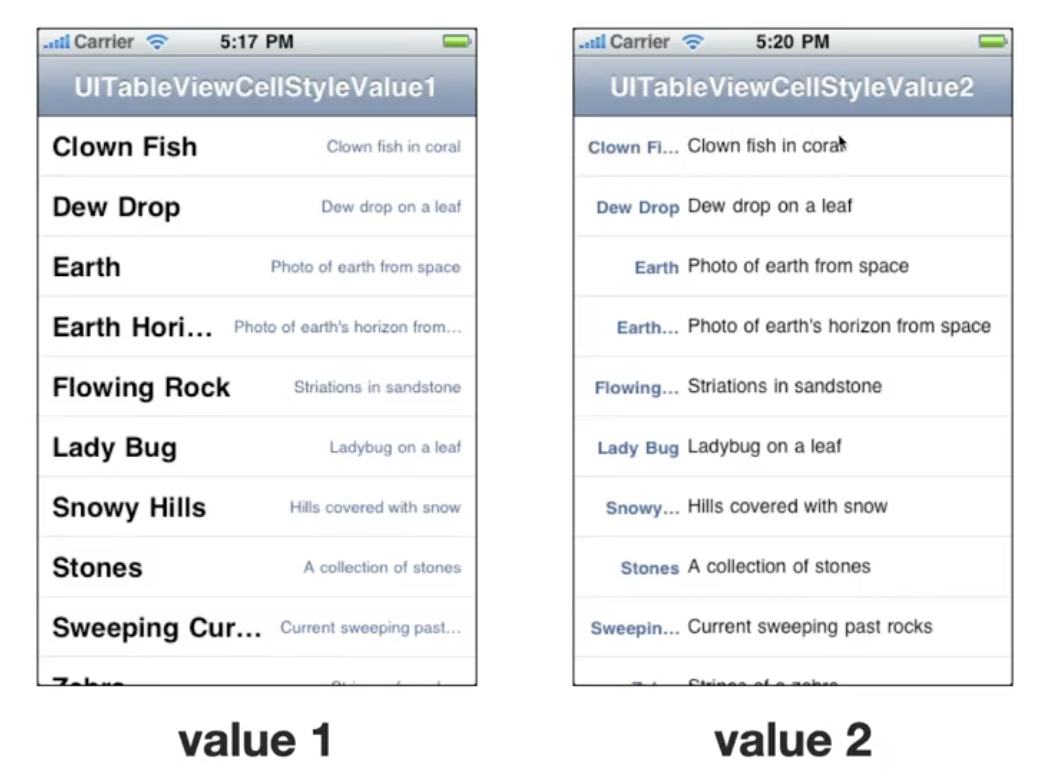 Carrier 5:17 PM
UITableViewCellStyleValue1
Clown Fish Clown fish in coral
Dew Drop Dew drop on a leaf
Earth Photo of earth from space
Earth Hori... Photo of earth's horizon from...
Flowing Rock Striations in sandstone
Lady Bug Ladybug on a leaf
Snowy Hills Hills covered with snow
Stones A collection of stones
Sweeping Cur... Current sweeping past...
value 1
Carrier 5:20 PM
UITableViewCellStyleValue2
Clown Fi... Clown fish in coral
Dew Drop Dew drop on a leaf
Earth Photo of earth from space
Earth... Photo of earth's horizon from space
Flowing... Striations in sandstone
Lady Bug Ladybug on a leaf
Snowy... Hills covered with snow
Stones A collection of stones
Sweepin... Current sweeping past rocks
Stripes of a zebra
value 2